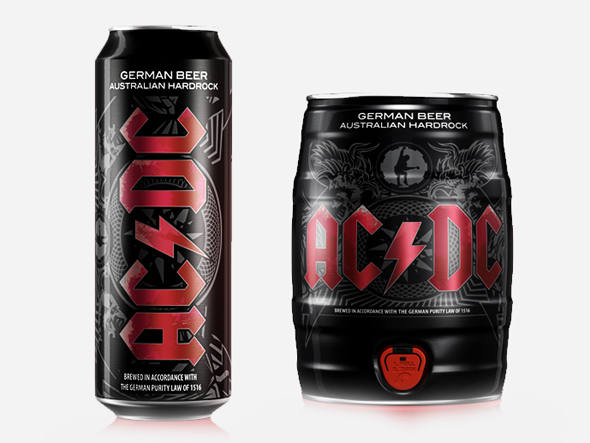 GERMAN BEER
AUSTRALIAN HARDROCK
AC⚡DC
BREWED IN ACCORDANCE WITH
THE GERMAN PURITY LAW OF 1516
GERMAN BEER
AUSTRALIAN HARDROCK
AC⚡DC
BREWED IN ACCORDANCE WITH THE GERMAN PURITY LAW OF 1516